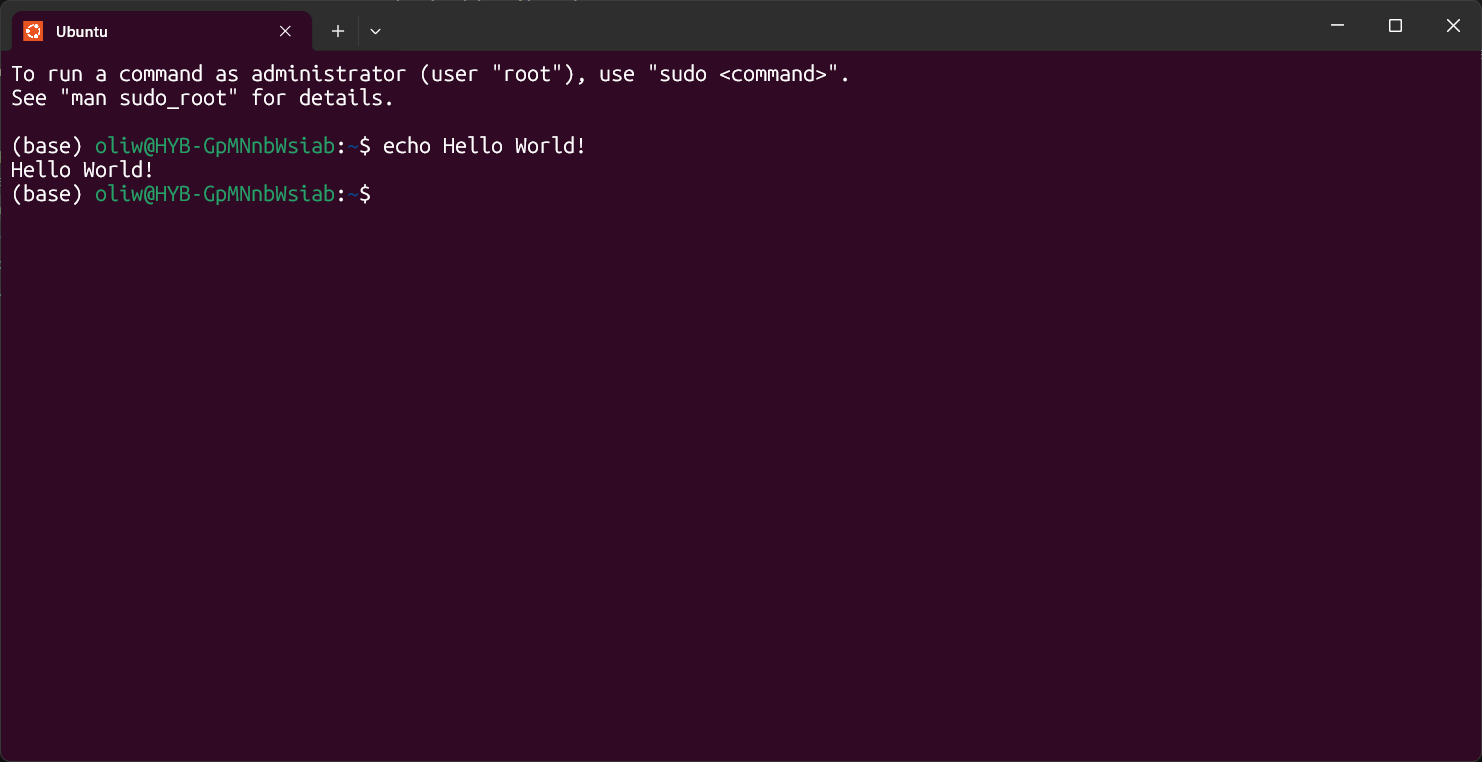 Ubuntu
To run a command as administrator (user "root"), use "sudo <command>".
See "man sudo_root" for details.
(base) oliw@HYB-GpMNnbWsiab:~$ echo Hello World!
Hello World!
(base) oliw@HYB-GpMNnbWsiab:~$